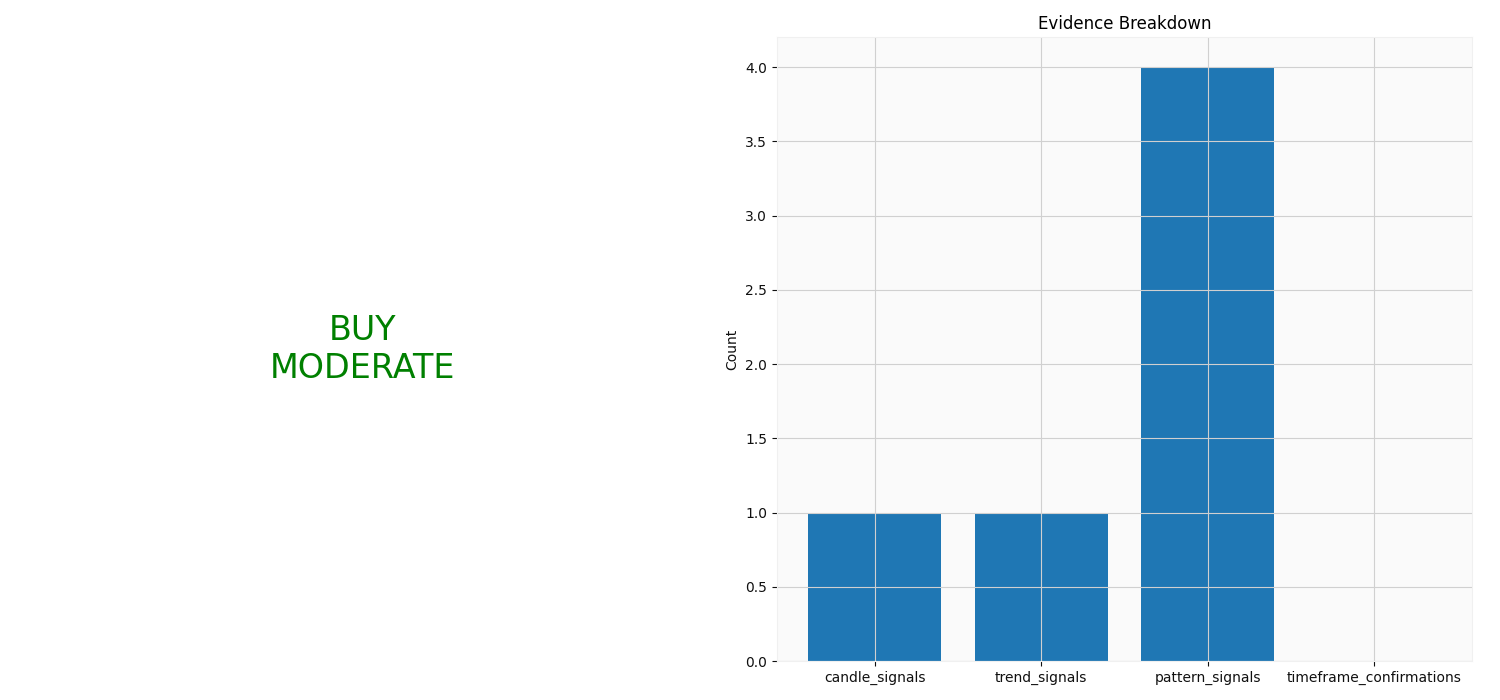 BUY
MODERATE
Evidence Breakdown
Count
4.0
3.5
3.0
2.5
2.0
1.5
1.0
0.5
0.0
candle_signals
trend_signals
pattern_signals
timeframe_confirmations